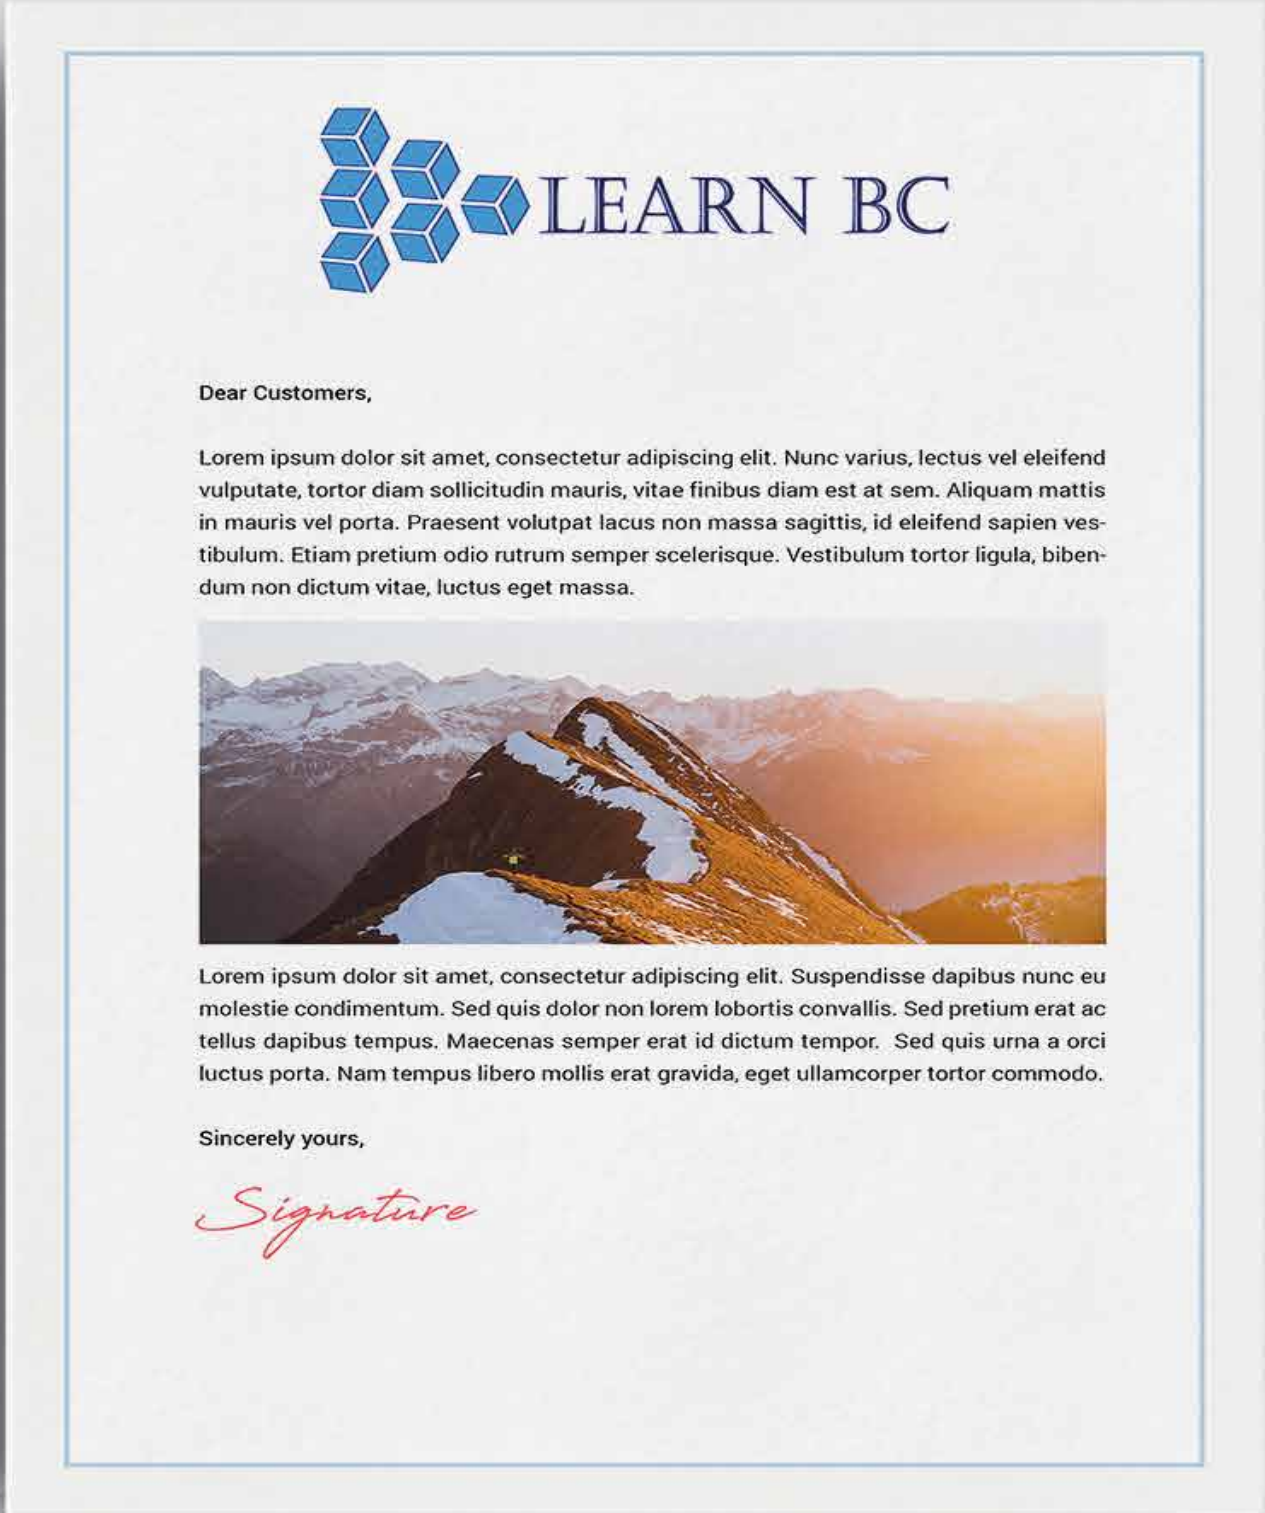 LEARN BC
Dear Customers,
Lorem ipsum dolor sit amet, consectetur adipiscing elit. Nunc varius, lectus vel eleifend
vulputate, tortor diam sollicitudin mauris, vitae finibus diam est at sem. Aliquam mattis
in mauris vel porta. Praesent volutpat lacus non massa sagittis, id eleifend sapien ves-
tibulum. Etiam pretium odio rutrum semper scelerisque. Vestibulum tortor ligula, biben-
dum non dictum vitae, luctus eget massa.
Lorem ipsum dolor sit amet, consectetur adipiscing elit. Suspendisse dapibus nunc eu
molestie condimentum. Sed quis dolor non lorem lobortis convallis. Sed pretium erat ac
tellus dapibus tempus. Maecenas semper erat id dictum tempor.  Sed quis urna a orci
luctus porta. Nam tempus libero mollis erat gravida, eget ullamcorper tortor commodo.
Sincerely yours,
Signature